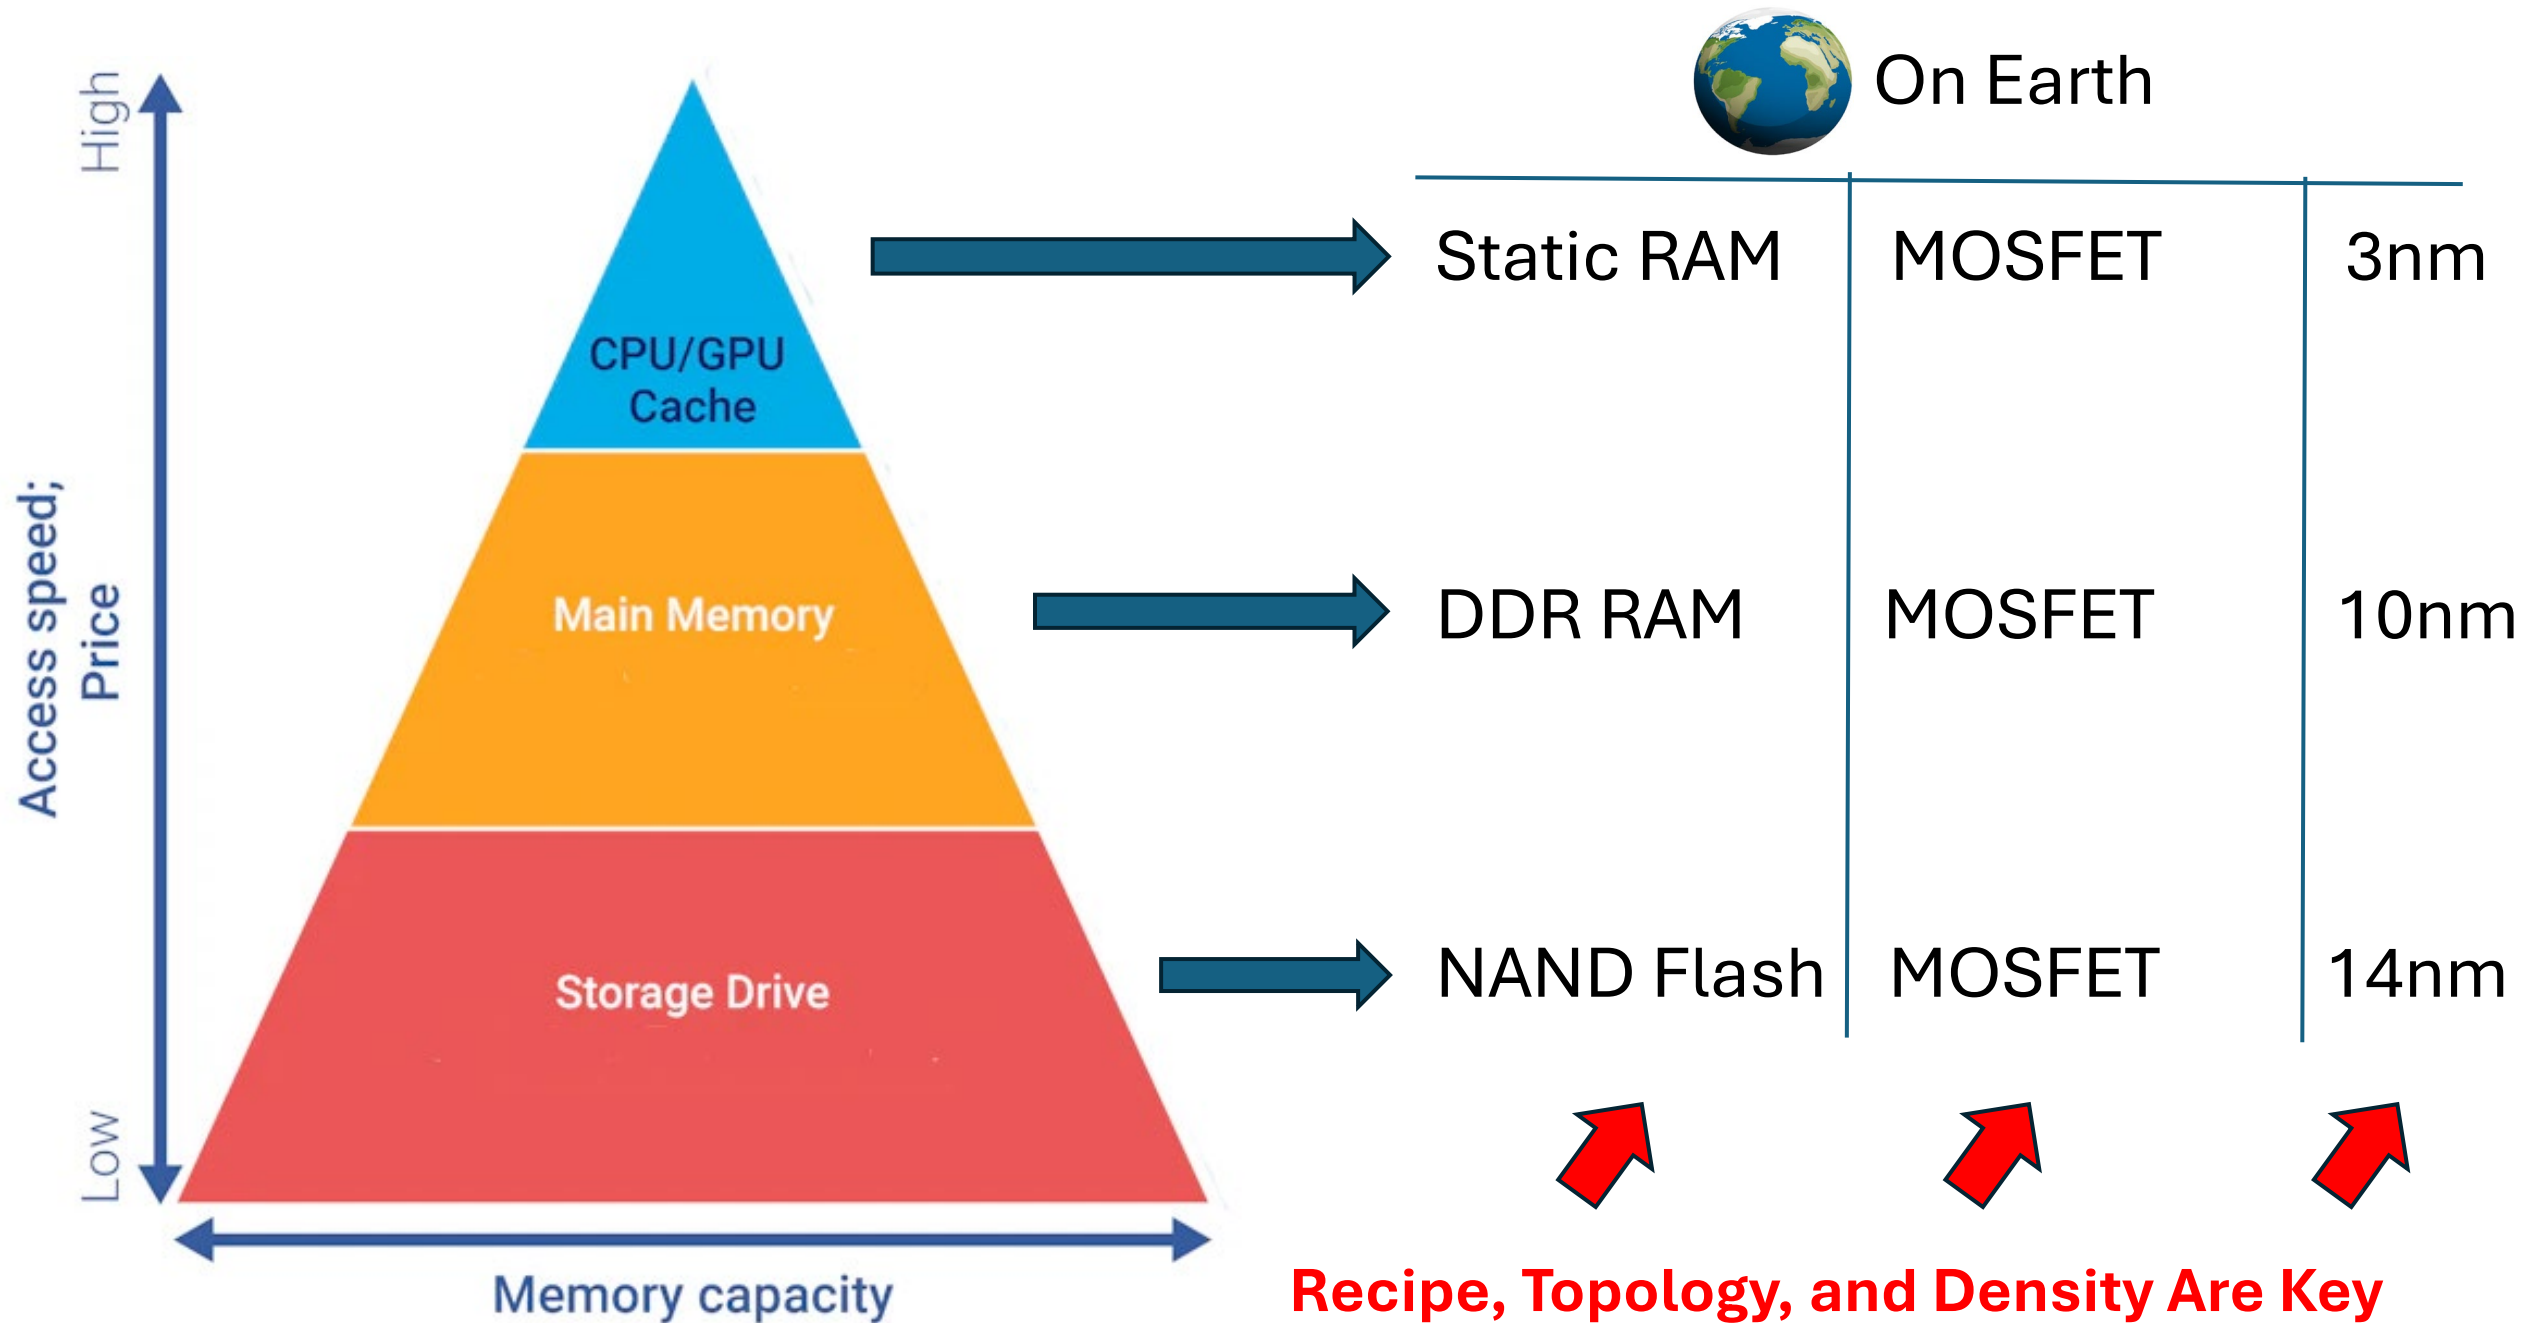 High
Access speed;
Price
Low
CPU/GPU
Cache
Main Memory
Storage Drive
Memory capacity
On Earth
Static RAM MOSFET 3nm
DDR RAM MOSFET 10nm
NAND Flash MOSFET 14nm
Recipe, Topology, and Density Are Key